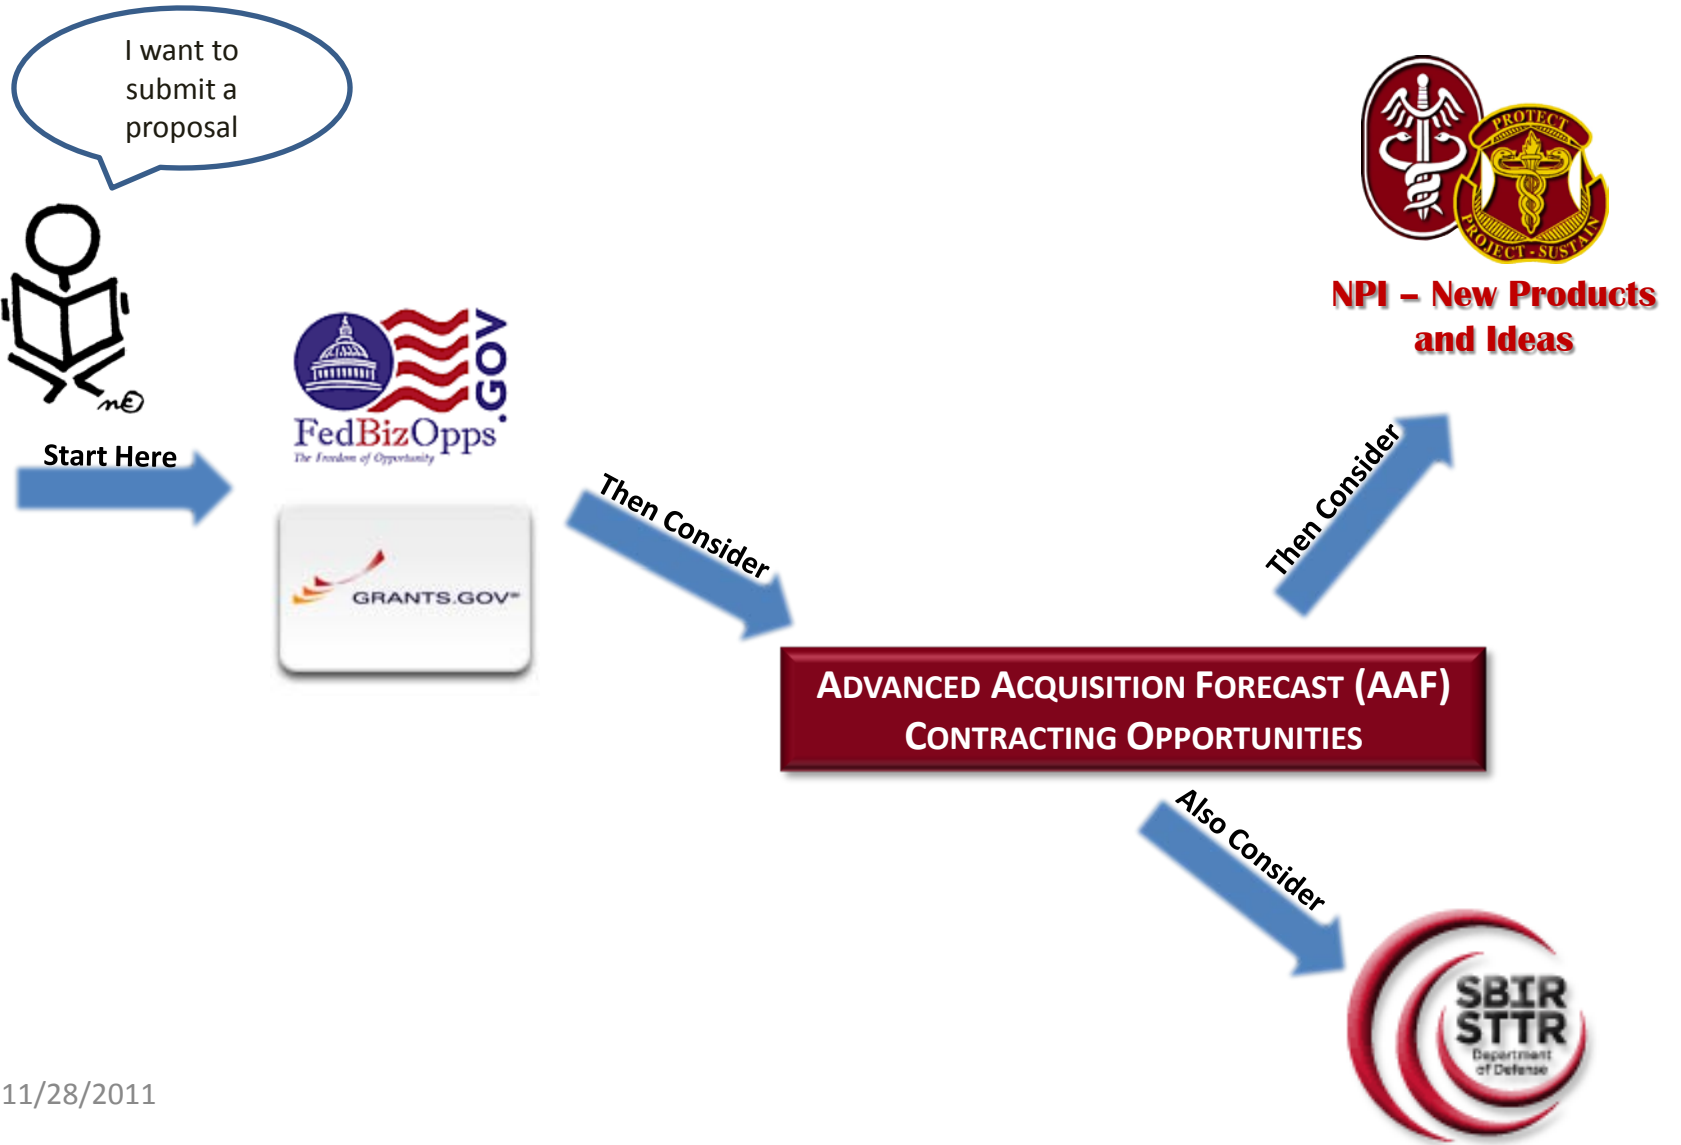 I want to
submit a
proposal
nE
Start Here
FedBizOpps
.GOV
The Freedom of Opportunity
GRANTS.GOV
Then Consider
ADVANCED ACQUISITION FORECAST (AAF)
CONTRACTING OPPORTUNITIES
Then Consider
PROTECT
PROJECT - SUSTAIN
NPI – New Products
and Ideas
Also Consider
SBIR
STTR
Department
of Defense
11/28/2011